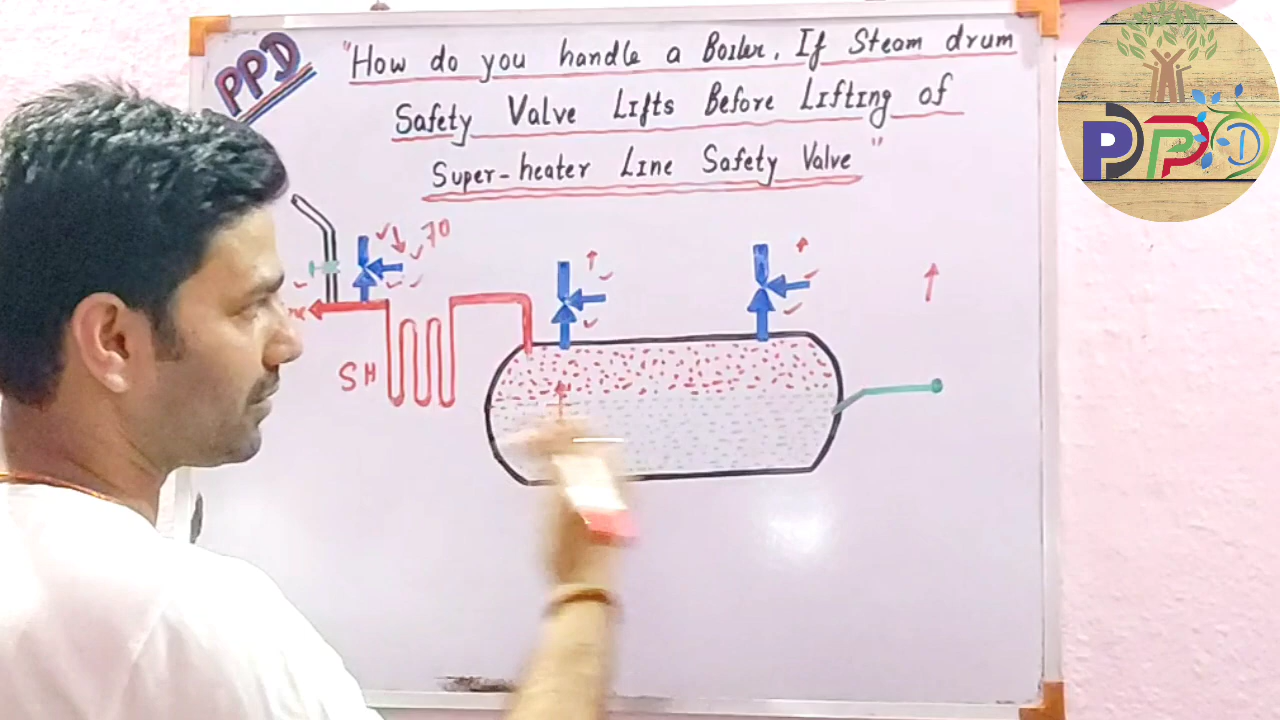 PPD
"How do you handle a Boiler, If Steam drum
Safety Valve Lifts Before Lifting of
Super-heater Line Safety Valve"
70
SH
PPD